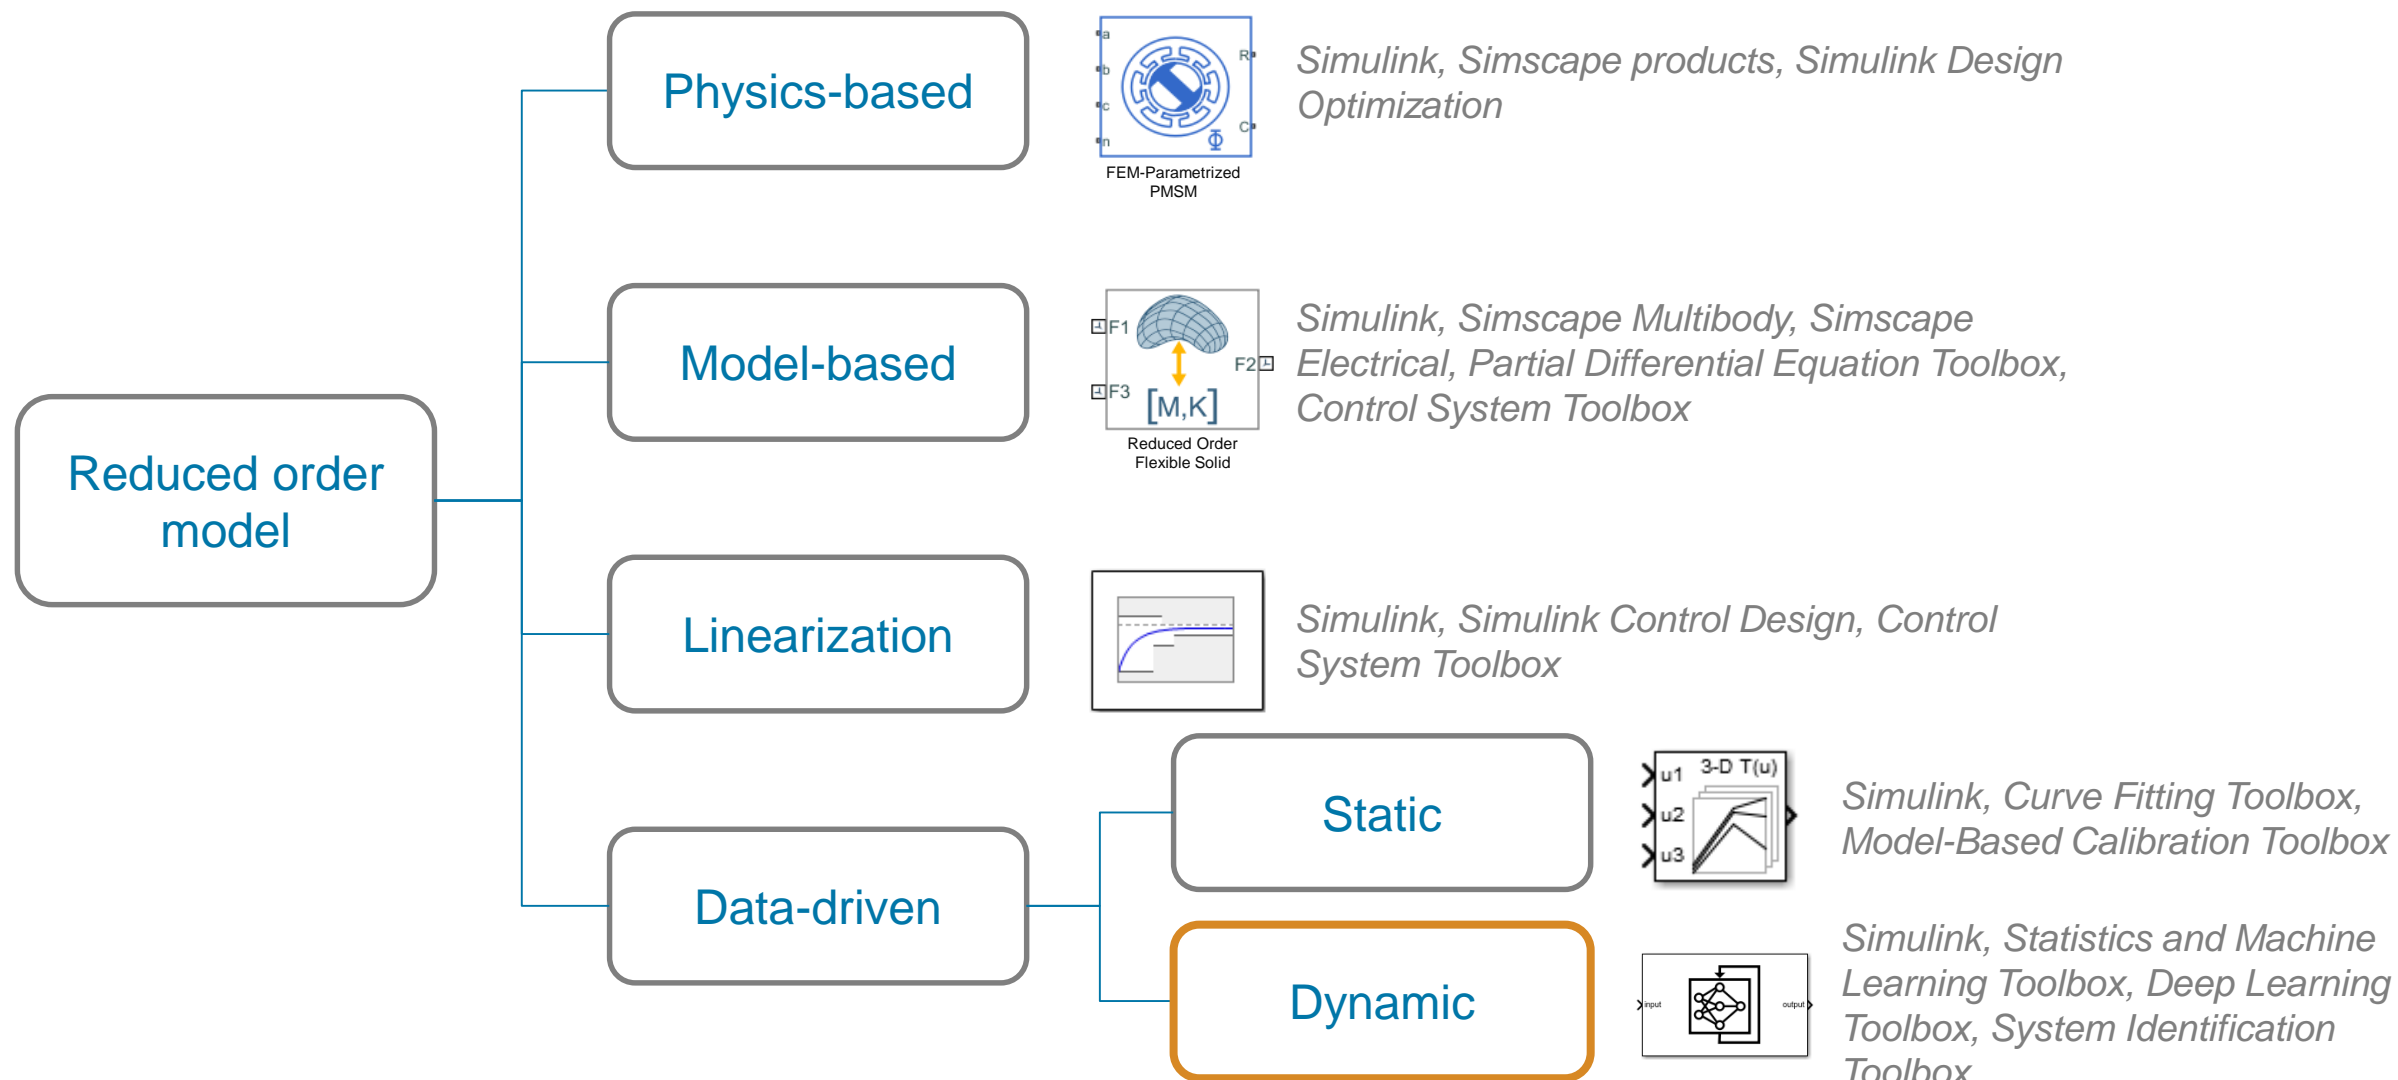 Physics-based
a
b
c
n
R
C
Φ
FEM-Parametrized
PMSM
Simulink, Simscape products, Simulink Design
Optimization
Model-based
F1
F3
F2
[M,K]
Reduced Order
Flexible Solid
Simulink, Simscape Multibody, Simscape
Electrical, Partial Differential Equation Toolbox,
Control System Toolbox
Reduced order
model
Linearization
Simulink, Simulink Control Design, Control
System Toolbox
Data-driven
Static
u1
u2
u3
3-D T(u)
Simulink, Curve Fitting Toolbox,
Model-Based Calibration Toolbox
Dynamic
input
output
Simulink, Statistics and Machine
Learning Toolbox, Deep Learning
Toolbox, System Identification
Toolbox